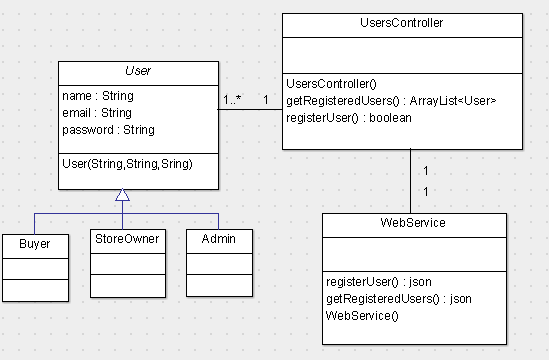 UsersController
UsersController()
getRegisteredUsers() : ArrayList<User>
registerUser() : boolean
User
name : String
email : String
password : String
User(String,String,Sring)
1..* 1
1
1
Buyer
StoreOwner
Admin
WebService
registerUser() : json
getRegisteredUsers() : json
WebService()